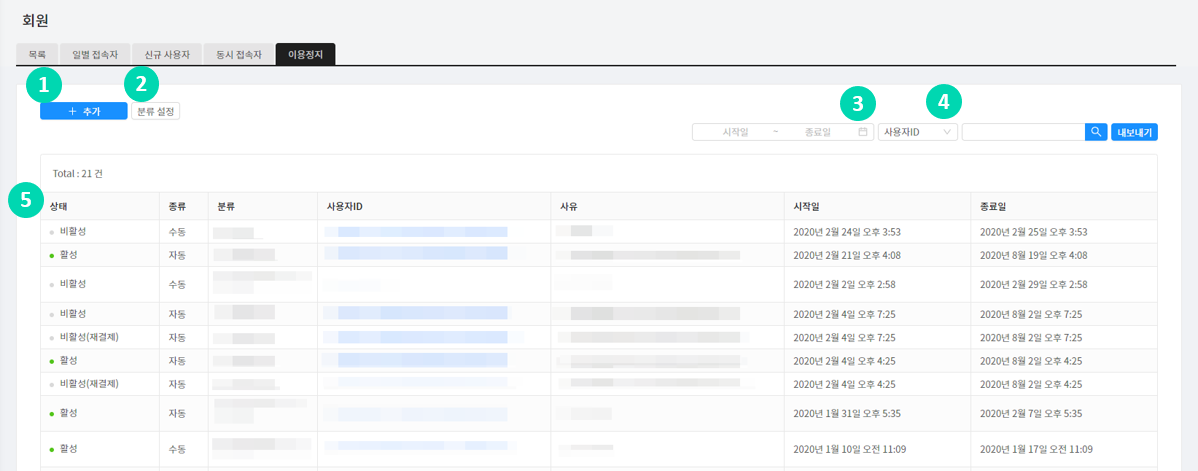 회원
목록 일별 접속자 신규 사용자 동시 접속자 이용정지
1 2
+ 추가 분류 설정
3 4
시작일 ~ 종료일 사용자ID 내보내기
Total : 21 건
5
상태 종류 분류 사용자ID 사유 시작일 종료일
비활성 수동 2020년 2월 24일 오후 3:53 2020년 2월 25일 오후 3:53
활성 자동 2020년 2월 21일 오후 4:08 2020년 8월 19일 오후 4:08
비활성 수동 2020년 2월 2일 오후 2:58 2020년 2월 29일 오후 2:58
비활성 자동 2020년 2월 4일 오후 7:25 2020년 8월 2일 오후 7:25
비활성(재결제) 자동 2020년 2월 4일 오후 7:25 2020년 8월 2일 오후 7:25
활성 자동 2020년 2월 4일 오후 4:25 2020년 8월 2일 오후 4:25
비활성(재결제) 자동 2020년 2월 4일 오후 4:25 2020년 8월 2일 오후 4:25
활성 자동 2020년 1월 31일 오후 5:35 2020년 2월 7일 오후 5:35
활성 수동 2020년 1월 10일 오전 11:09 2020년 1월 17일 오전 11:09